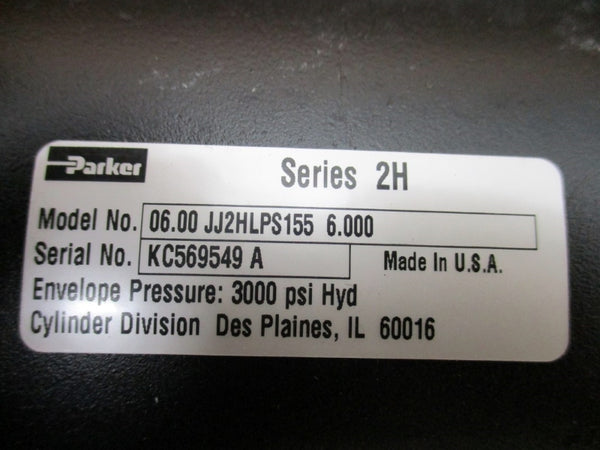 Parker Series 2H
Model No. 06.00 JJ2HLPS155 6.000
Serial No. KC569549 A Made In U.S.A.
Envelope Pressure: 3000 psi Hyd
Cylinder Division Des Plaines, IL 60016